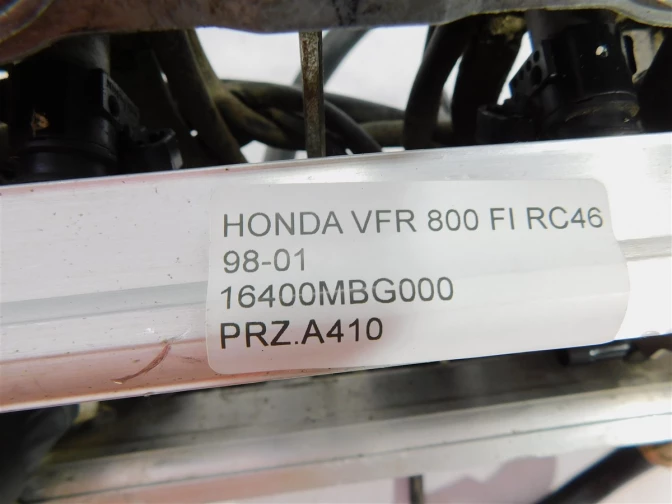 HONDA VFR 800 FI RC46
98-01
16400MBG000
PRZ.A410